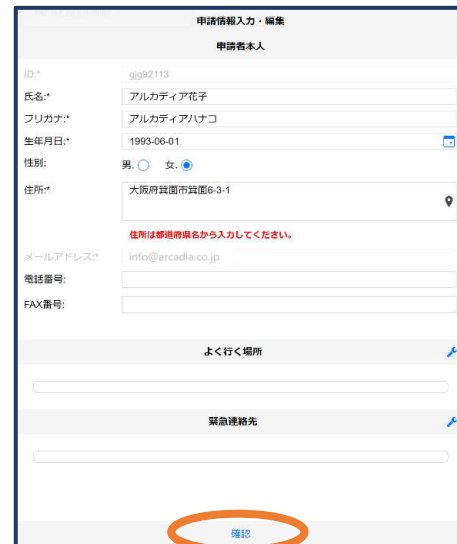 申請情報入力・編集
申請者本人
ID:* gjg92113
氏名:* アルカディア花子
フリガナ:* アルカディアハナコ
生年月日:* 1993-06-01
性別: 男. 女.
住所:* 大阪府箕面市箕面6-3-1
住所は都道府県名から入力してください。
メールアドレス:* info@arcadia.co.jp
電話番号:
FAX番号:
よく行く場所
緊急連絡先
確認